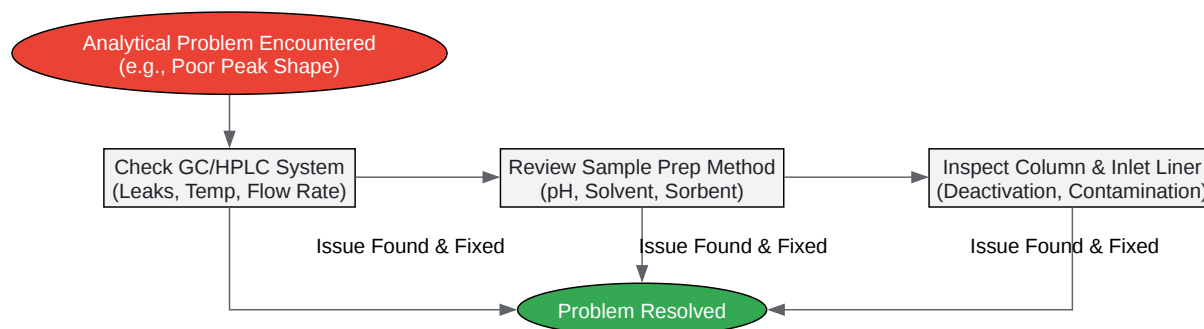 Analytical Problem Encountered
(e.g., Poor Peak Shape)
Check GC/HPLC System
(Leaks, Temp, Flow Rate)
Review Sample Prep Method
(pH, Solvent, Sorbent)
Inspect Column & Inlet Liner
(Deactivation, Contamination)
Issue Found & Fixed
Issue Found & Fixed
Issue Found & Fixed
Problem Resolved